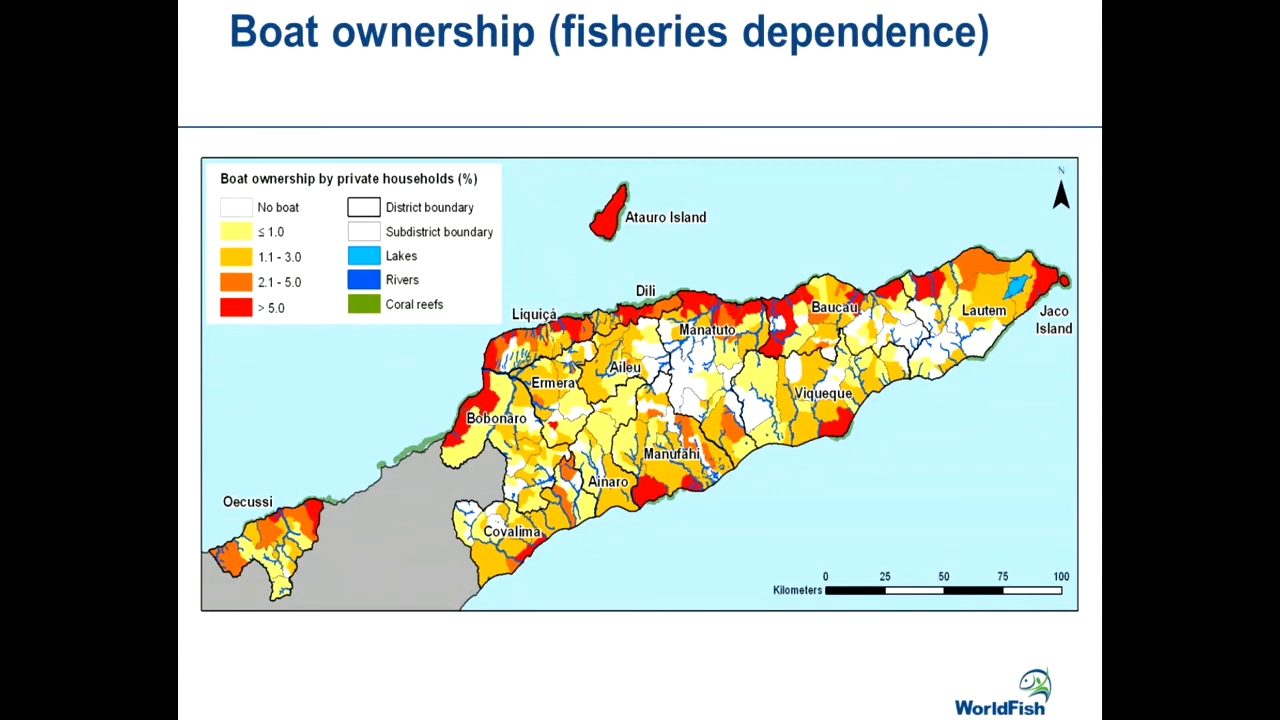 Boat ownership (fisheries dependence)
Boat ownership by private households (%)
No boat
≤ 1.0
1.1 - 3.0
2.1 - 5.0
> 5.0
District boundary
Subdistrict boundary
Lakes
Rivers
Coral reefs
N
Atauro Island
Dili
Liquiçá
Manatuto
Baucau
Lautem
Jaco
Island
Aileu
Ermera
Viqueque
Bobonaro
Manufahi
Ainaro
Oecussi
Covalima
0 25 50 75 100
Kilometers
WorldFish